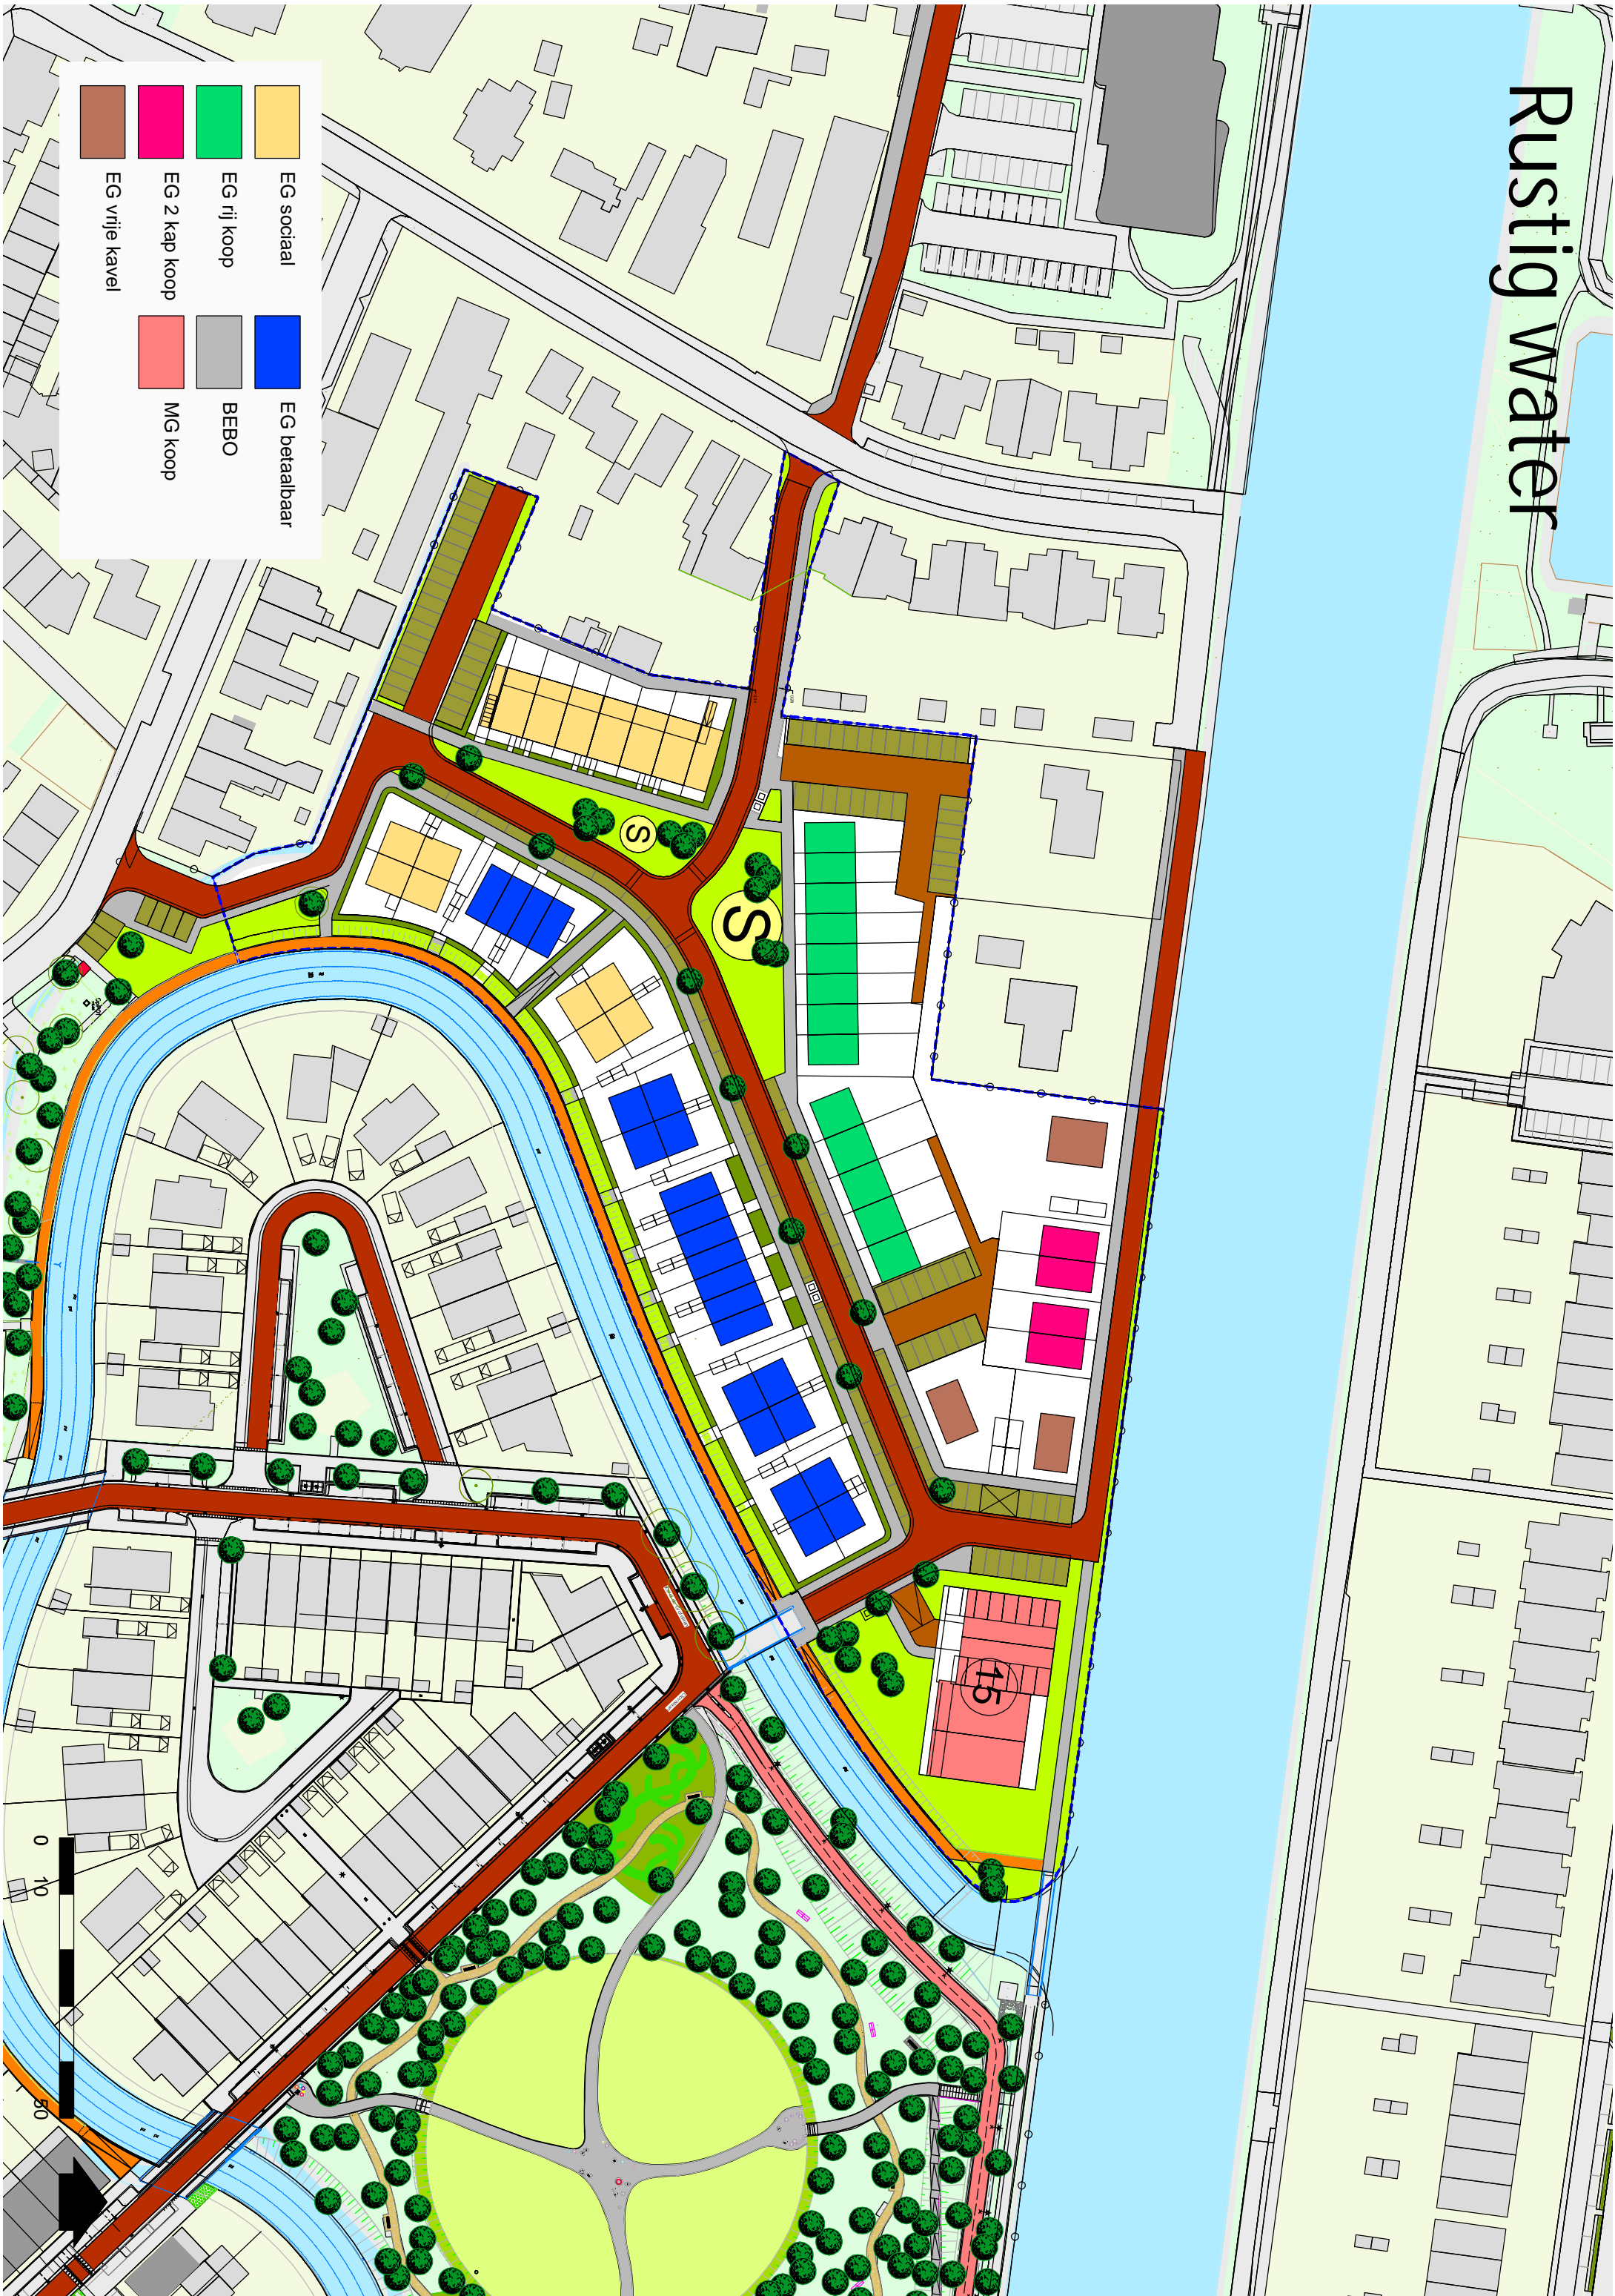 Rustig Water
EG sociaal
EG rij koop
EG 2 kap koop
EG vrije kavel
EG betaalbaar
BEBO
MG koop
S
S
15
0 10 50